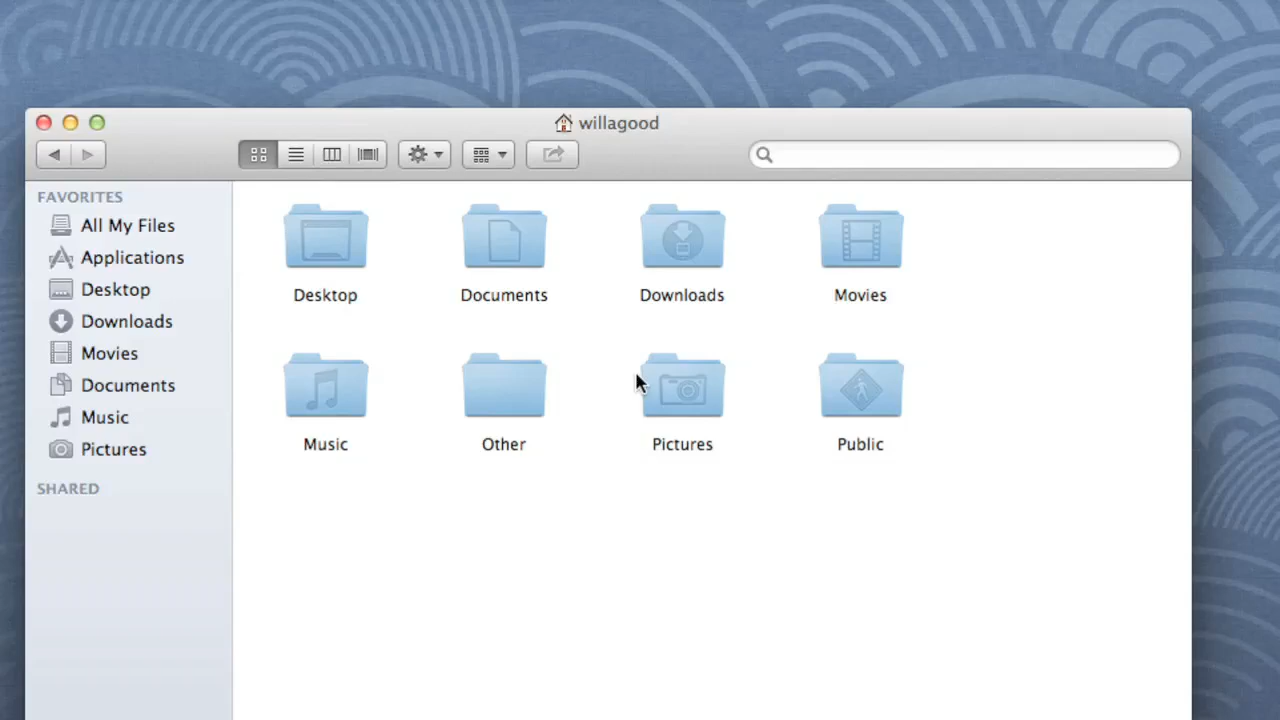 willagood
FAVORITES
All My Files
Applications
Desktop
Downloads
Movies
Documents
Music
Pictures
SHARED
Desktop
Documents
Downloads
Movies
Music
Other
Pictures
Public